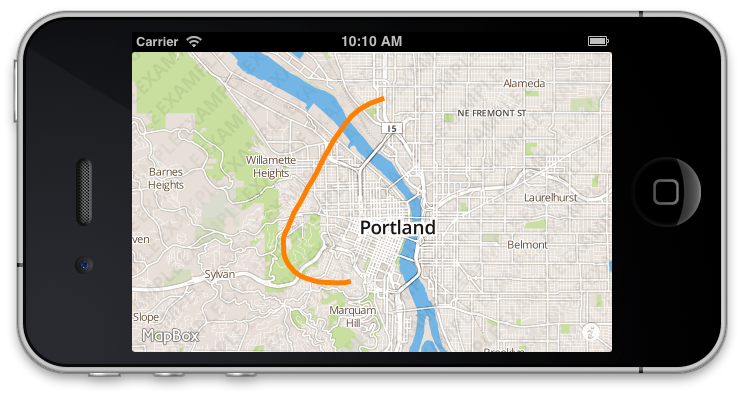 Carrier 10:10 AM
Alameda
NE FREMONT ST
I5
Barnes
Heights
Willamette
Heights
Laurelhurst
Portland
ven
Belmont
Sylvan
Slope
Marquam
Hill
MapBox
Brooklyn
EXAMPLE